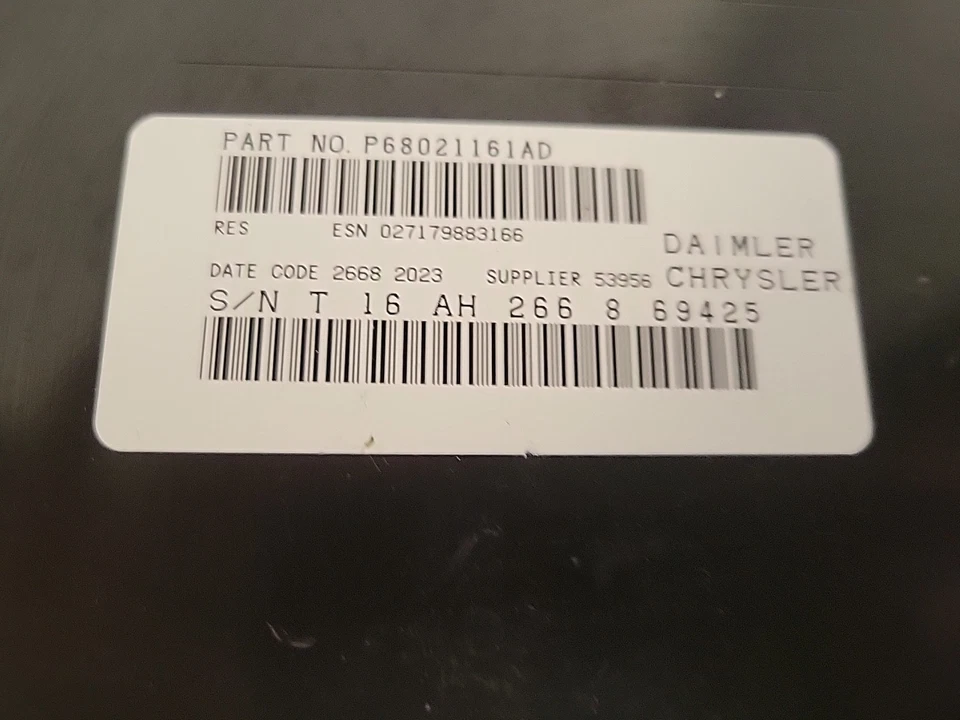 PART NO. P68021161AD
RES ESN 027179883166
DAIMLER
CHRYSLER
DATE CODE 2668 2023 SUPPLIER 53956
S/N T 16 AH 266 8 69425